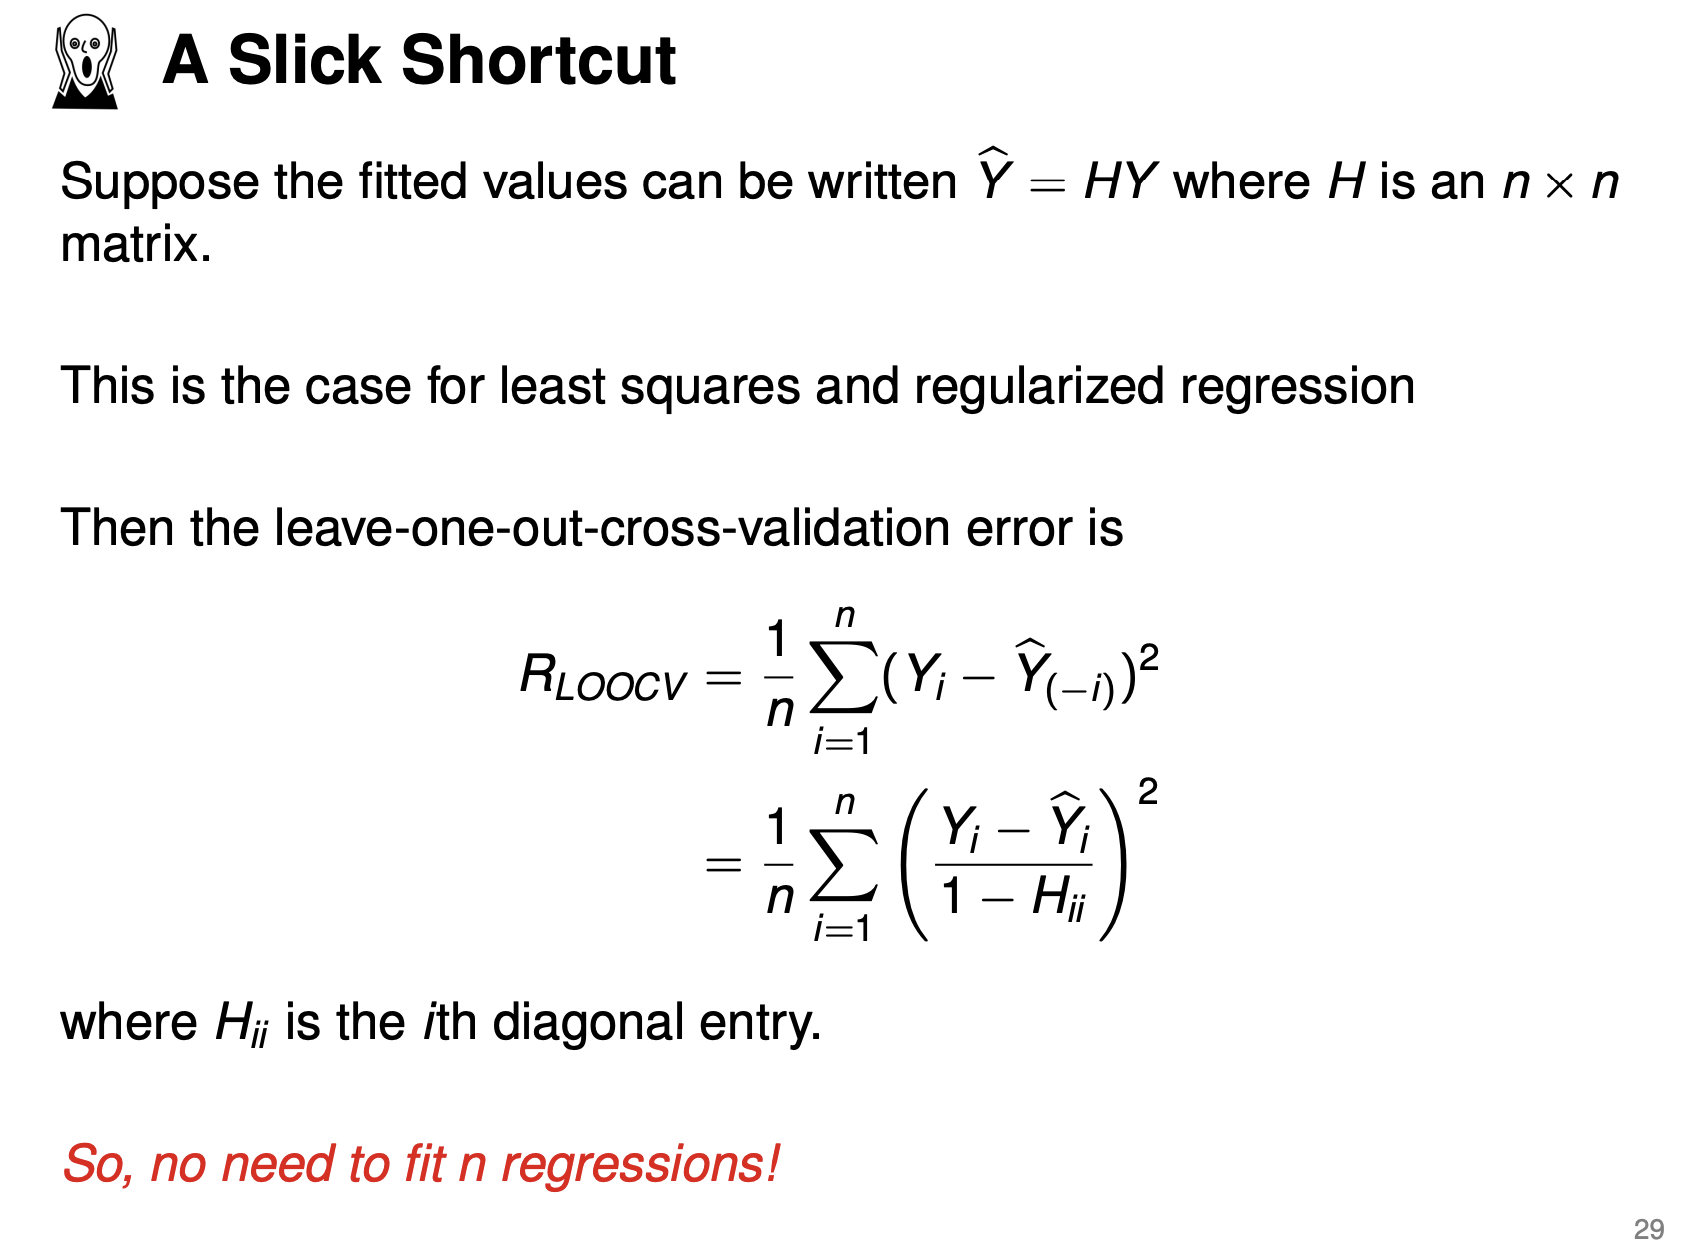 A Slick Shortcut
Suppose the fitted values can be written Ŷ = HY where H is an n × n
matrix.
This is the case for least squares and regularized regression
Then the leave-one-out-cross-validation error is
R_{LOOCV} = \frac{1}{n} \sum_{i=1}^{n} (Y_i − \widehat{Y}_{(−i)})^2
= \frac{1}{n} \sum_{i=1}^{n} \left( \frac{Y_i − \widehat{Y}_i}{1 − H_{ii}} \right)^2
where H_{ii} is the ith diagonal entry.
So, no need to fit n regressions!
29